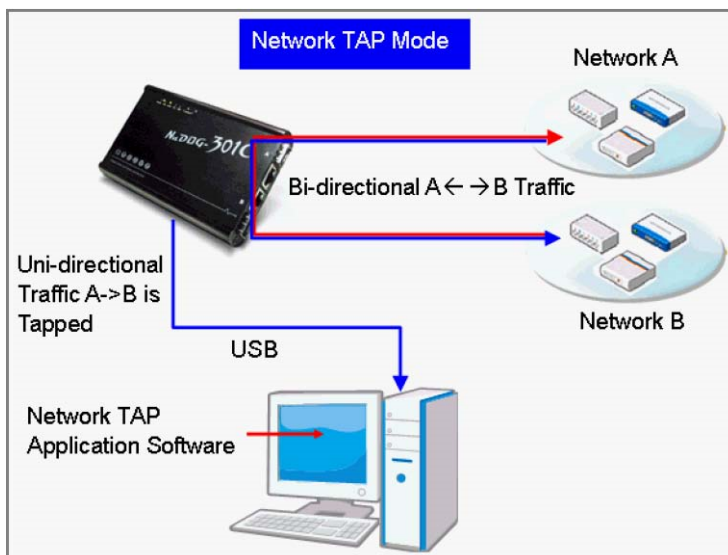 Network TAP Mode
Network A
NuDOG-301C
Bi-directional A← →B Traffic
Uni-directional
Traffic A->B is
Tapped
Network B
USB
Network TAP
Application Software